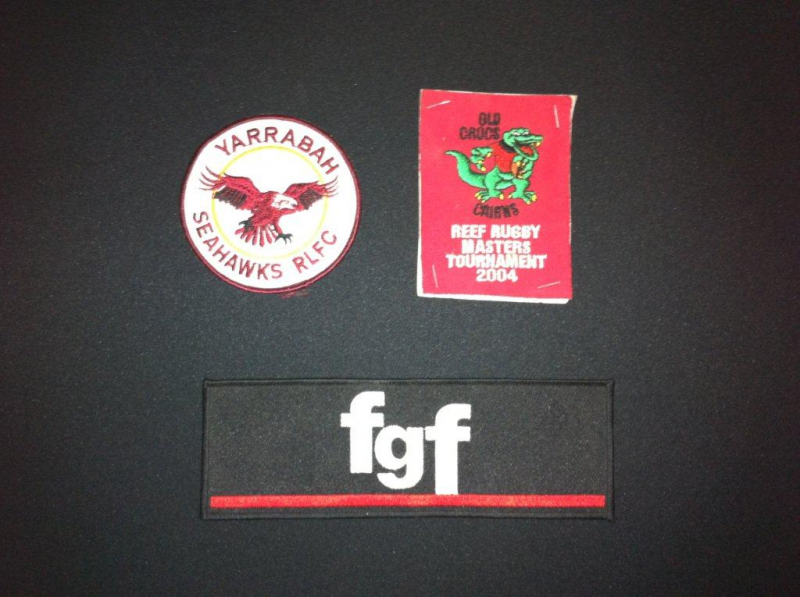 YARRABAH
SEAHAWKS RLFC
OLD
CROCS
CAIRNS
REEF RUGBY
MASTERS
TOURNAMENT
2004
fgf